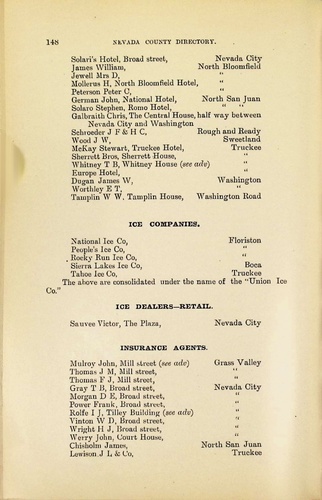 148 NEVADA COUNTY DIRECTORY.
Solari's Hotel, Broad street, Nevada City
James William, North Bloomfield
Jewell Mrs D, "
Mollerus H, North Bloomfield Hotel, "
Peterson Peter C, "
German John, National Hotel, North San Juan
Solaro Stephen, Romo Hotel, " "
Galbraith Chris, The Central House, half way between
Nevada City and Washington
Schroeder J F & H C, Rough and Ready
Wood J W, Sweetland
McKay Stewart, Truckee Hotel, Truckee
Sherrett Bros, Sherrett House, "
Whitney T B, Whitney House (see adv) "
Europe Hotel, "
Dugan James W, Washington
Worthley E T, "
Tamplin W W, Tamplin House, Washington Road
ICE COMPANIES.
National Ice Co, Floriston
People's Ice Co, "
Rocky Run Ice Co, "
Sierra Lakes Ice Co, Boca
Tahoe Ice Co, Truckee
The above are consolidated under the name of the "Union Ice
Co."
ICE DEALERS—RETAIL.
Sauvee Victor, The Plaza, Nevada City
INSURANCE AGENTS.
Mulroy John, Mill street (see adv) Grass Valley
Thomas J M, Mill street, "
Thomas F J, Mill street, "
Gray T B, Broad street, Nevada City
Morgan D E, Broad street, "
Power Frank, Broad street, "
Rolfe I J, Tilley Building (see adv) "
Vinton W D, Broad street, "
Wright H J, Broad street, "
Werry John, Court House, "
Chisholm James, North San Juan
Lewison J L & Co, Truckee